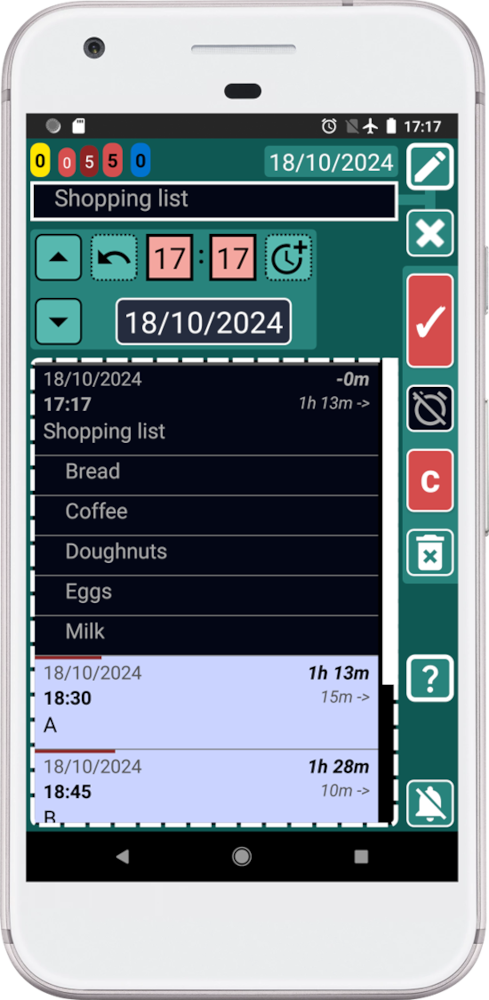 17:17
0 0 5 5 0 18/10/2024
Shopping list
17 : 17
18/10/2024
18/10/2024 -0m
17:17 1h 13m ->
Shopping list
Bread
Coffee
Doughnuts
Eggs
Milk
18/10/2024 1h 13m
18:30 15m ->
A
18/10/2024 1h 28m
18:45 10m ->
B
C
?